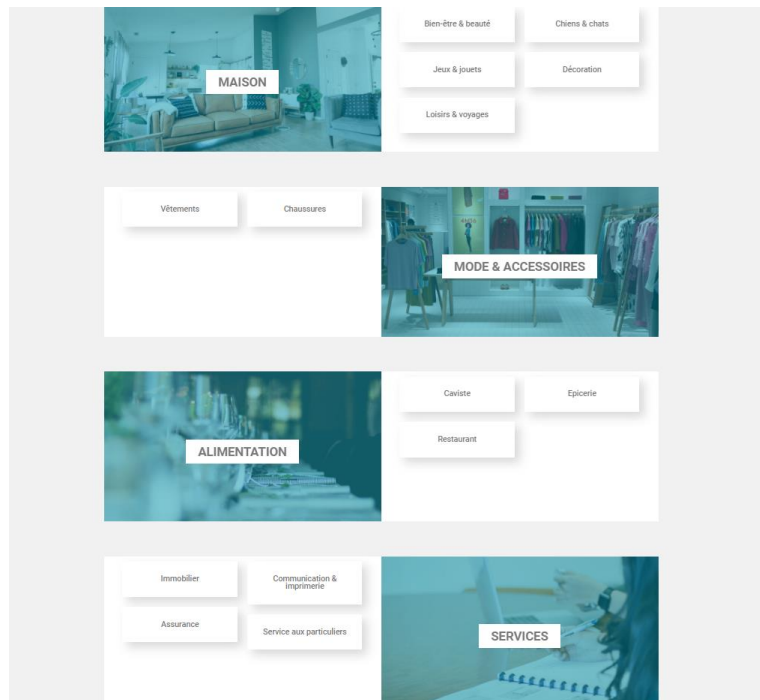 MAISON
Bien-être & beauté
Chiens & chats
Jeux & jouets
Décoration
Loisirs & voyages
Vêtements
Chaussures
MODE & ACCESSOIRES
ALIMENTATION
Caviste
Epicerie
Restaurant
Immobilier
Communication &
imprimerie
Assurance
Service aux particuliers
SERVICES